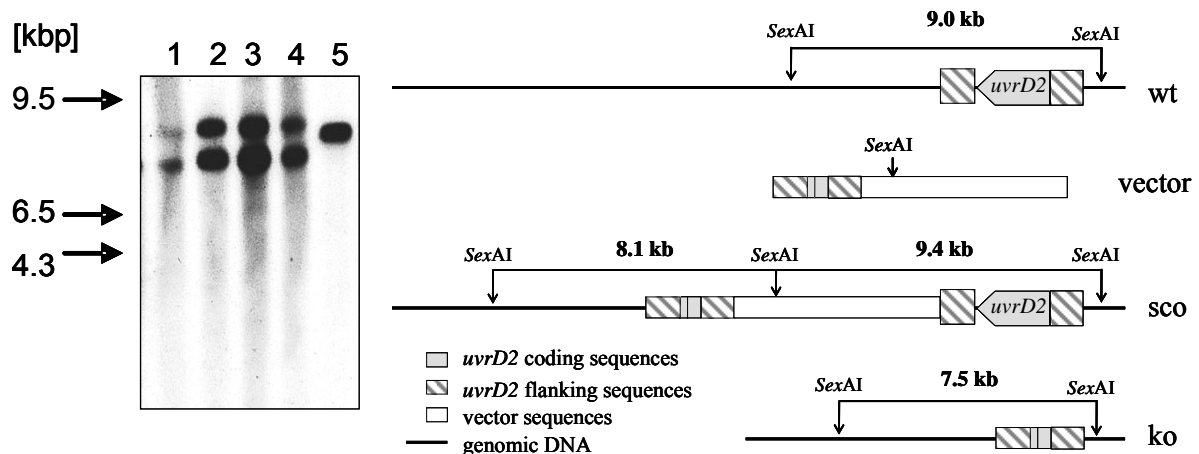 [kbp]
1 2 3 4 5
9.5
6.5
4.3
9.0 kb
SexAI SexAI
uvrD2
wt
SexAI
vector
8.1 kb 9.4 kb
SexAI SexAI SexAI
uvrD2
sco
uvrD2 coding sequences
uvrD2 flanking sequences
vector sequences
genomic DNA
7.5 kb
SexAI SexAI
ko